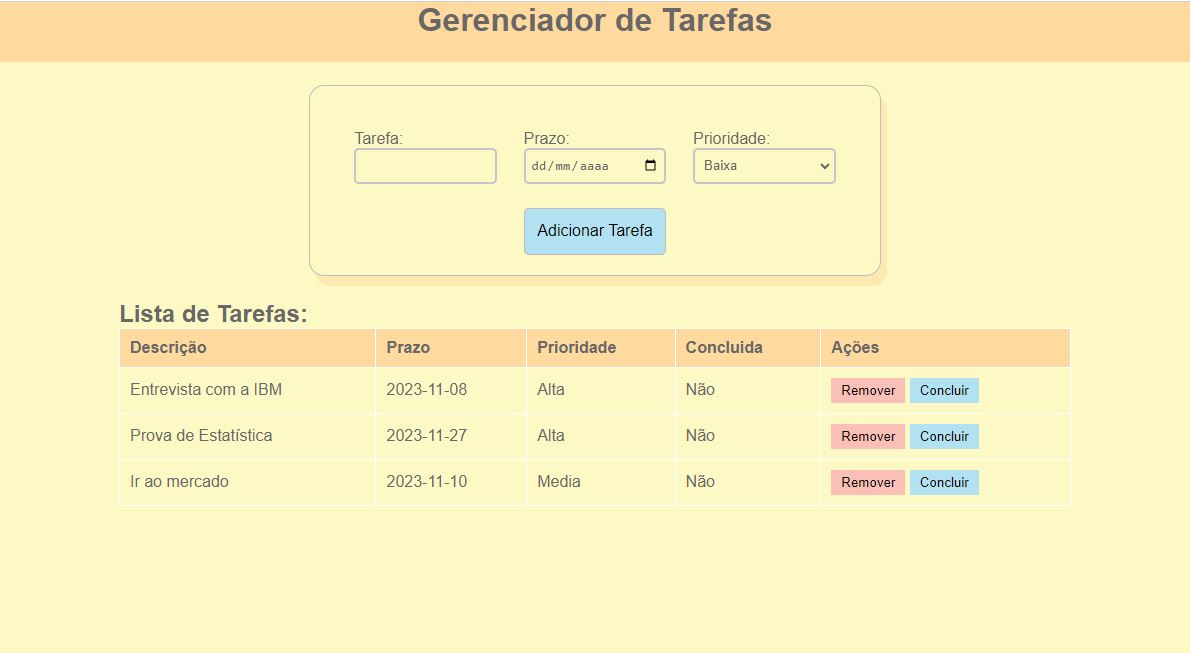 Gerenciador de Tarefas
Tarefa: Prazo: Prioridade:
dd/mm/aaaa Baixa
Adicionar Tarefa
Lista de Tarefas:
Descrição Prazo Prioridade Concluida Ações
Entrevista com a IBM 2023-11-08 Alta Não Remover Concluir
Prova de Estatística 2023-11-27 Alta Não Remover Concluir
Ir ao mercado 2023-11-10 Media Não Remover Concluir